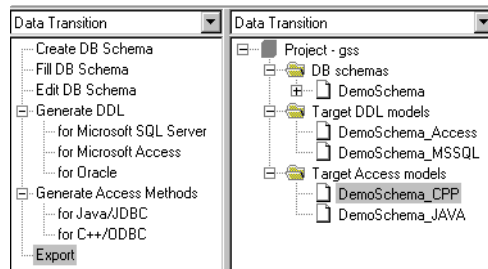 Data Transition
Create DB Schema
Fill DB Schema
Edit DB Schema
Generate DDL
for Microsoft SQL Server
for Microsoft Access
for Oracle
Generate Access Methods
for Java/JDBC
for C++/ODBC
Export
Data Transition
Project - gss
DB schemas
DemoSchema
Target DDL models
DemoSchema_Access
DemoSchema_MSSQL
Target Access models
DemoSchema_CPP
DemoSchema_JAVA